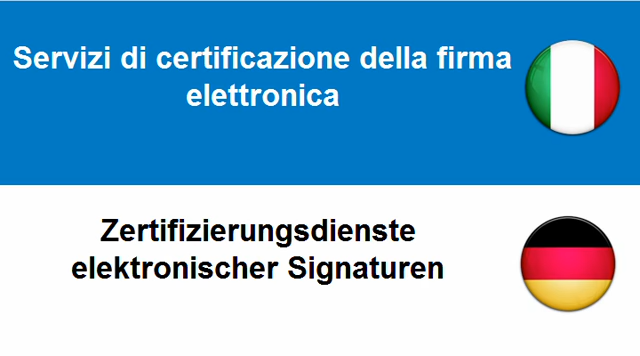 Servizi di certificazione della firma
elettronica
Zertifizierungsdienste
elektronischer Signaturen